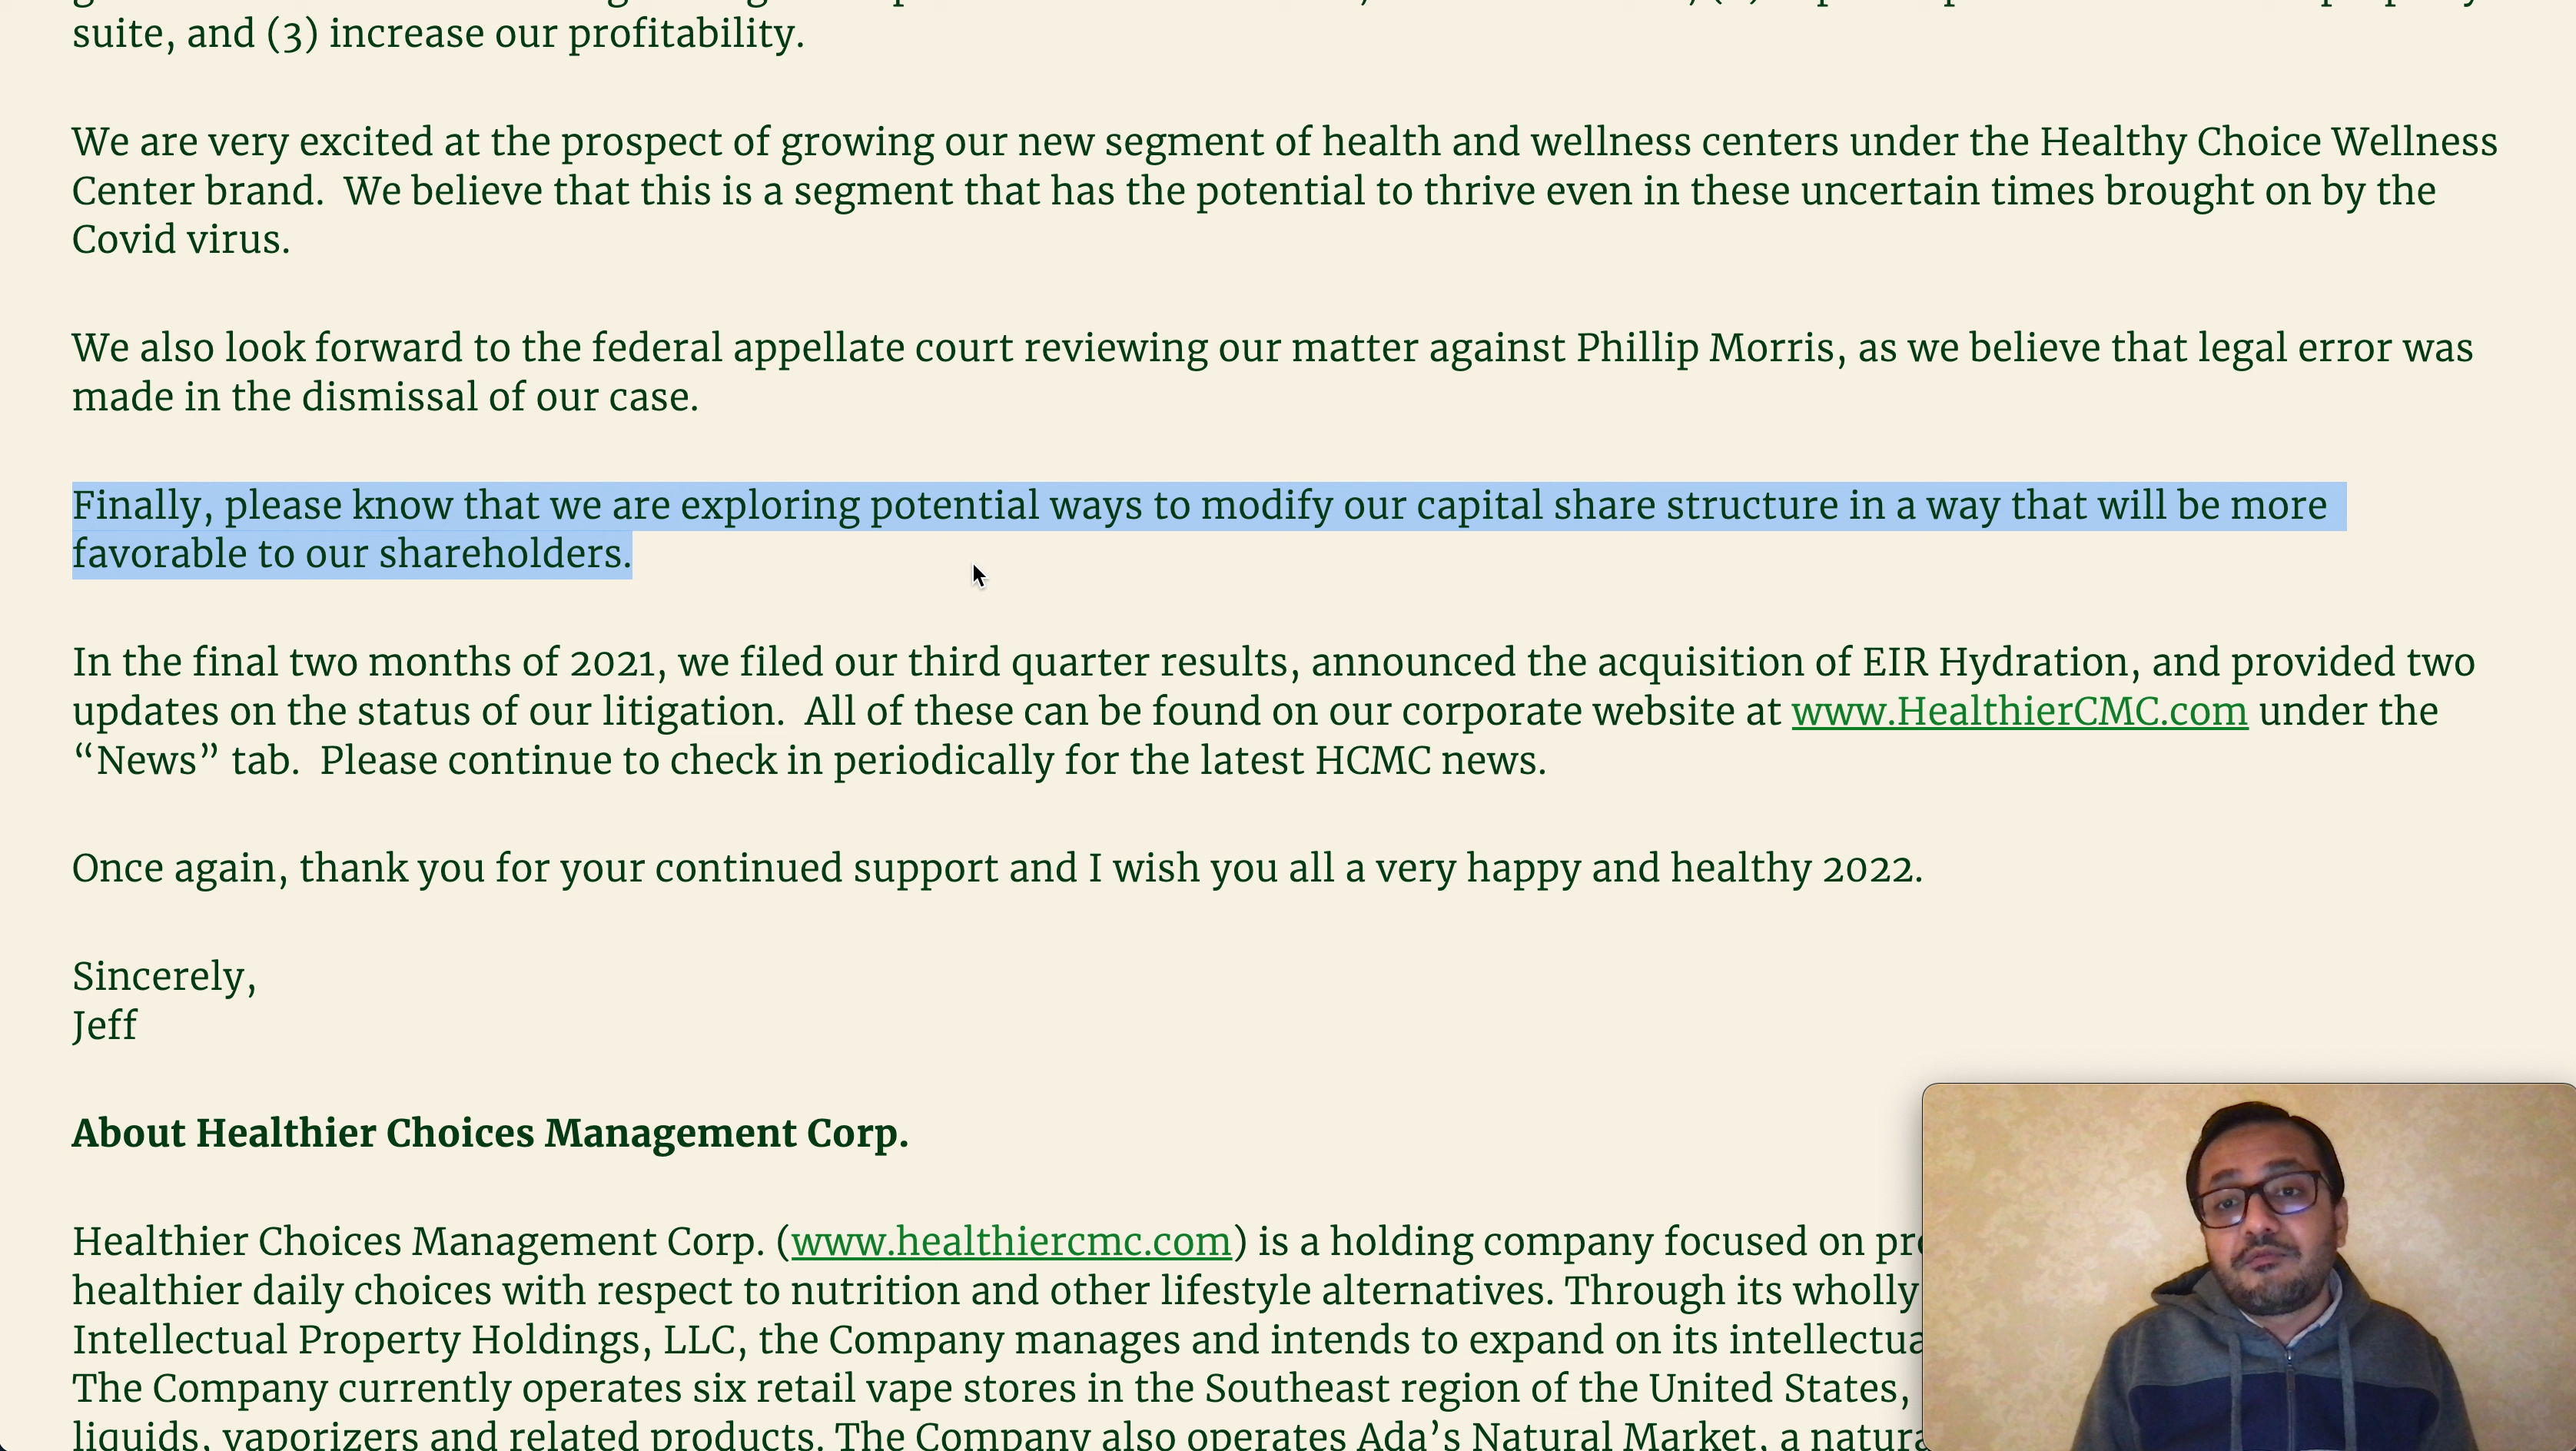 suite, and (3) increase our profitability.
We are very excited at the prospect of growing our new segment of health and wellness centers under the Healthy Choice Wellness
Center brand.  We believe that this is a segment that has the potential to thrive even in these uncertain times brought on by the
Covid virus.
We also look forward to the federal appellate court reviewing our matter against Phillip Morris, as we believe that legal error was
made in the dismissal of our case.
Finally, please know that we are exploring potential ways to modify our capital share structure in a way that will be more
favorable to our shareholders.
In the final two months of 2021, we filed our third quarter results, announced the acquisition of EIR Hydration, and provided two
updates on the status of our litigation.  All of these can be found on our corporate website at www.HealthierCMC.com under the
“News” tab.  Please continue to check in periodically for the latest HCMC news.
Once again, thank you for your continued support and I wish you all a very happy and healthy 2022.
Sincerely,
Jeff
About Healthier Choices Management Corp.
Healthier Choices Management Corp. (www.healthiercmc.com) is a holding company focused on
healthier daily choices with respect to nutrition and other lifestyle alternatives. Through its wholly
Intellectual Property Holdings, LLC, the Company manages and intends to expand on its
The Company currently operates six retail vape stores in the Southeast region of the United States,
liquids, vaporizers and related products. The Company also operates Ada’s Natural Market, a